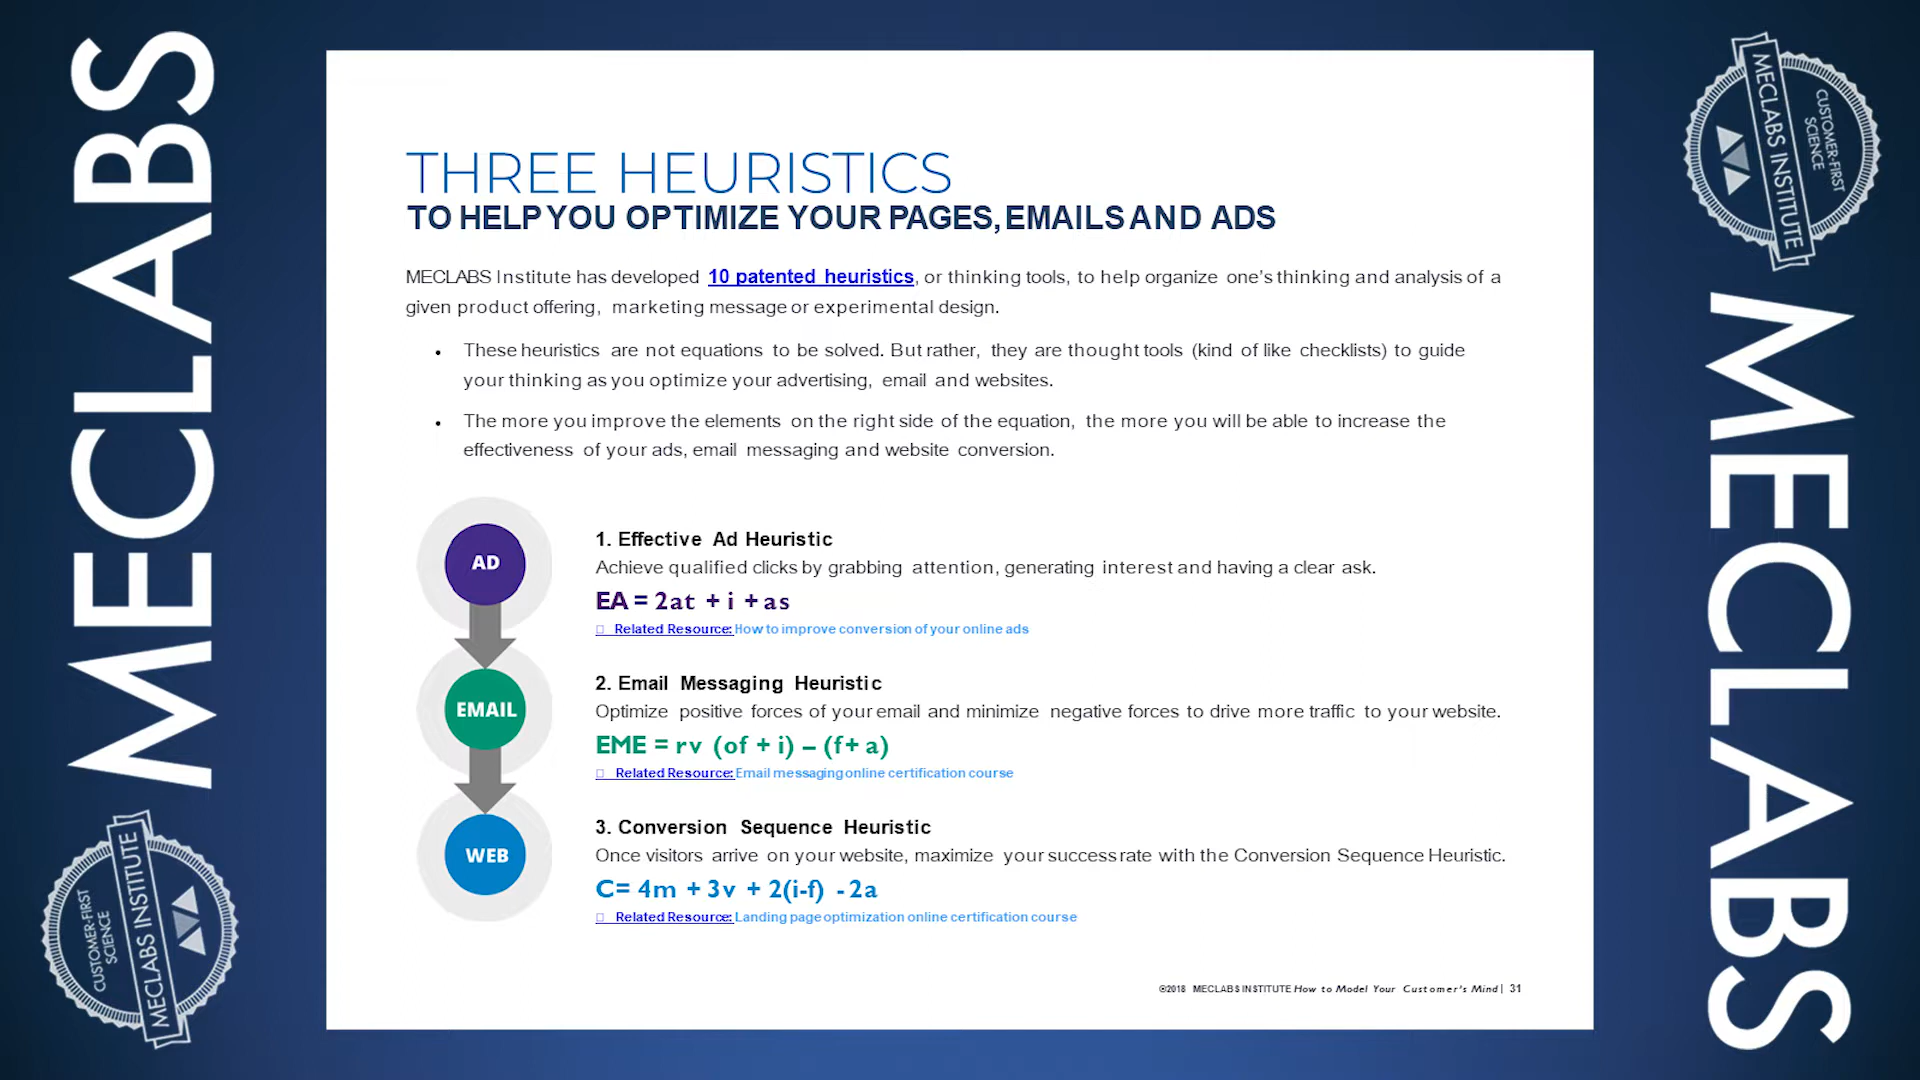 MECLABS
CUSTOMER-FIRST
SCIENCE
MECLABS INSTITUTE
THREE HEURISTICS
TO HELP YOU OPTIMIZE YOUR PAGES, EMAILS AND ADS
MECLABS Institute has developed 10 patented heuristics, or thinking tools, to help organize one's thinking and analysis of a
given product offering, marketing message or experimental design.
• These heuristics are not equations to be solved. But rather, they are thought tools (kind of like checklists) to guide
your thinking as you optimize your advertising, email and websites.
• The more you improve the elements on the right side of the equation, the more you will be able to increase the
effectiveness of your ads, email messaging and website conversion.
AD
1. Effective Ad Heuristic
Achieve qualified clicks by grabbing attention, generating interest and having a clear ask.
EA = 2at + i + as
Related Resource: How to improve conversion of your online ads
EMAIL
2. Email Messaging Heuristic
Optimize positive forces of your email and minimize negative forces to drive more traffic to your website.
EME = rv (of + i) – (f+ a)
Related Resource: Email messaging online certification course
WEB
3. Conversion Sequence Heuristic
Once visitors arrive on your website, maximize your success rate with the Conversion Sequence Heuristic.
C= 4m + 3v + 2(i-f) - 2a
Related Resource: Landing page optimization online certification course
©2018 MECLABS INSTITUTE How to Model Your Customer's Mind | 31
CUSTOMER-FIRST
SCIENCE
MECLABS INSTITUTE
MECLABS